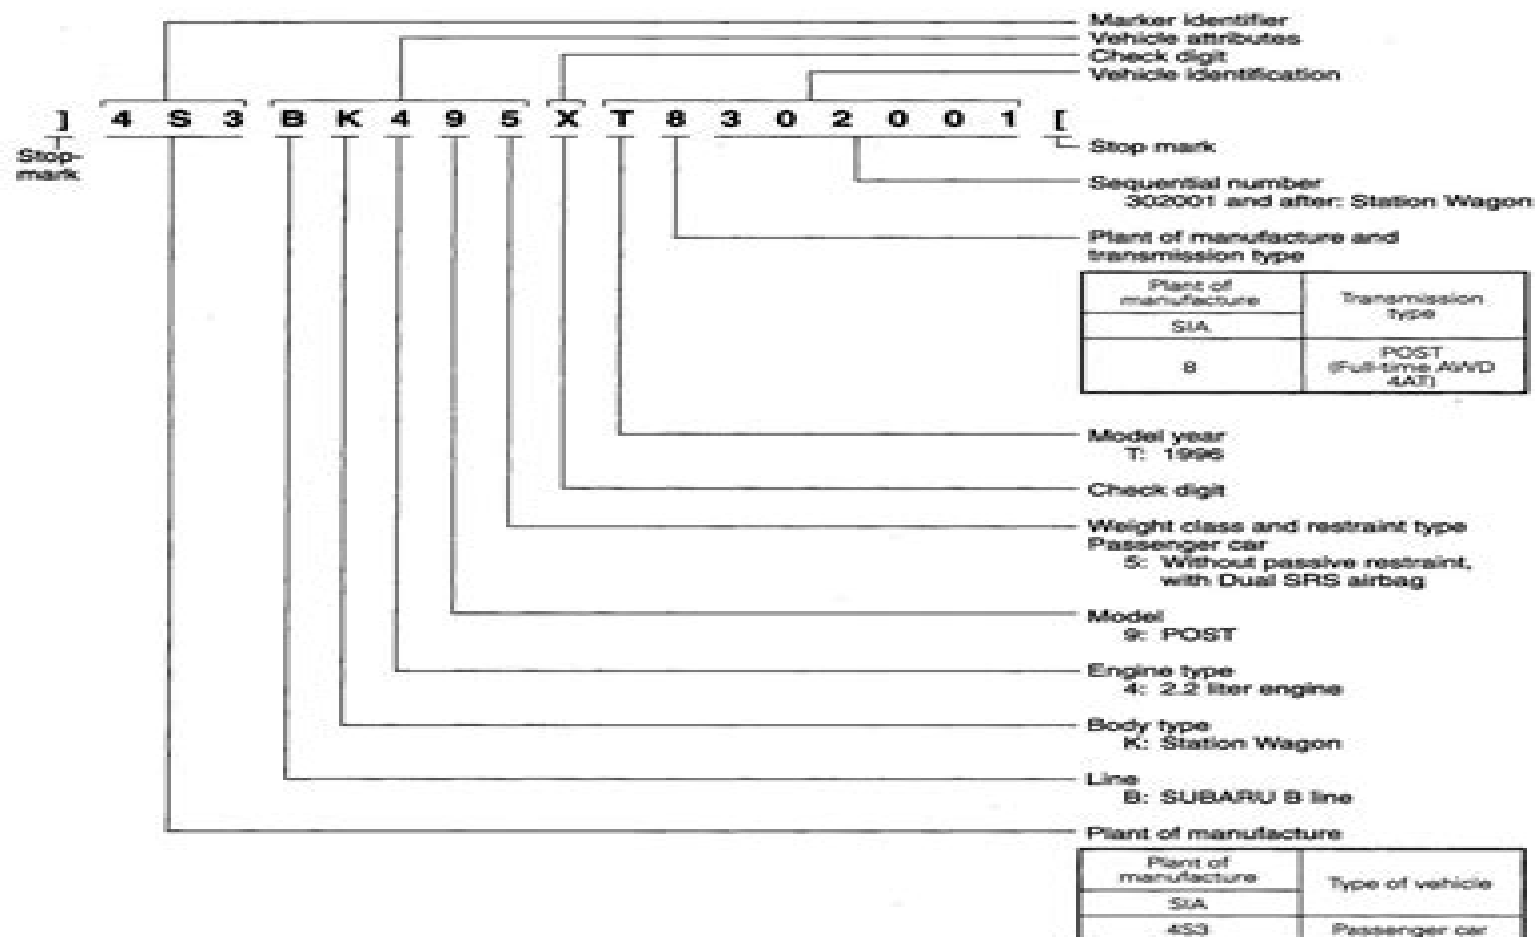 Marker identifier
Vehicle attributes
Check digit
Vehicle identification
] 4 S 3 B K 4 9 5 X T 8 3 0 2 0 0 1 [
Stop-
mark
Stop mark
Sequential number
302001 and after: Station Wagon
Plant of manufacture and
transmission type
Plant of
manufacture
Transmission
type
SIA
8
POST
(Full-time AWD
4AT)
Model year
T: 1996
Check digit
Weight class and restraint type
Passenger car
5: Without passive restraint,
with Dual SRS airbag
Model
9: POST
Engine type
4: 2.2 liter engine
Body type
K: Station Wagon
Line
B: SUBARU B line
Plant of manufacture
Plant of
manufacture
Type of vehicle
SIA
4S3
Passenger car